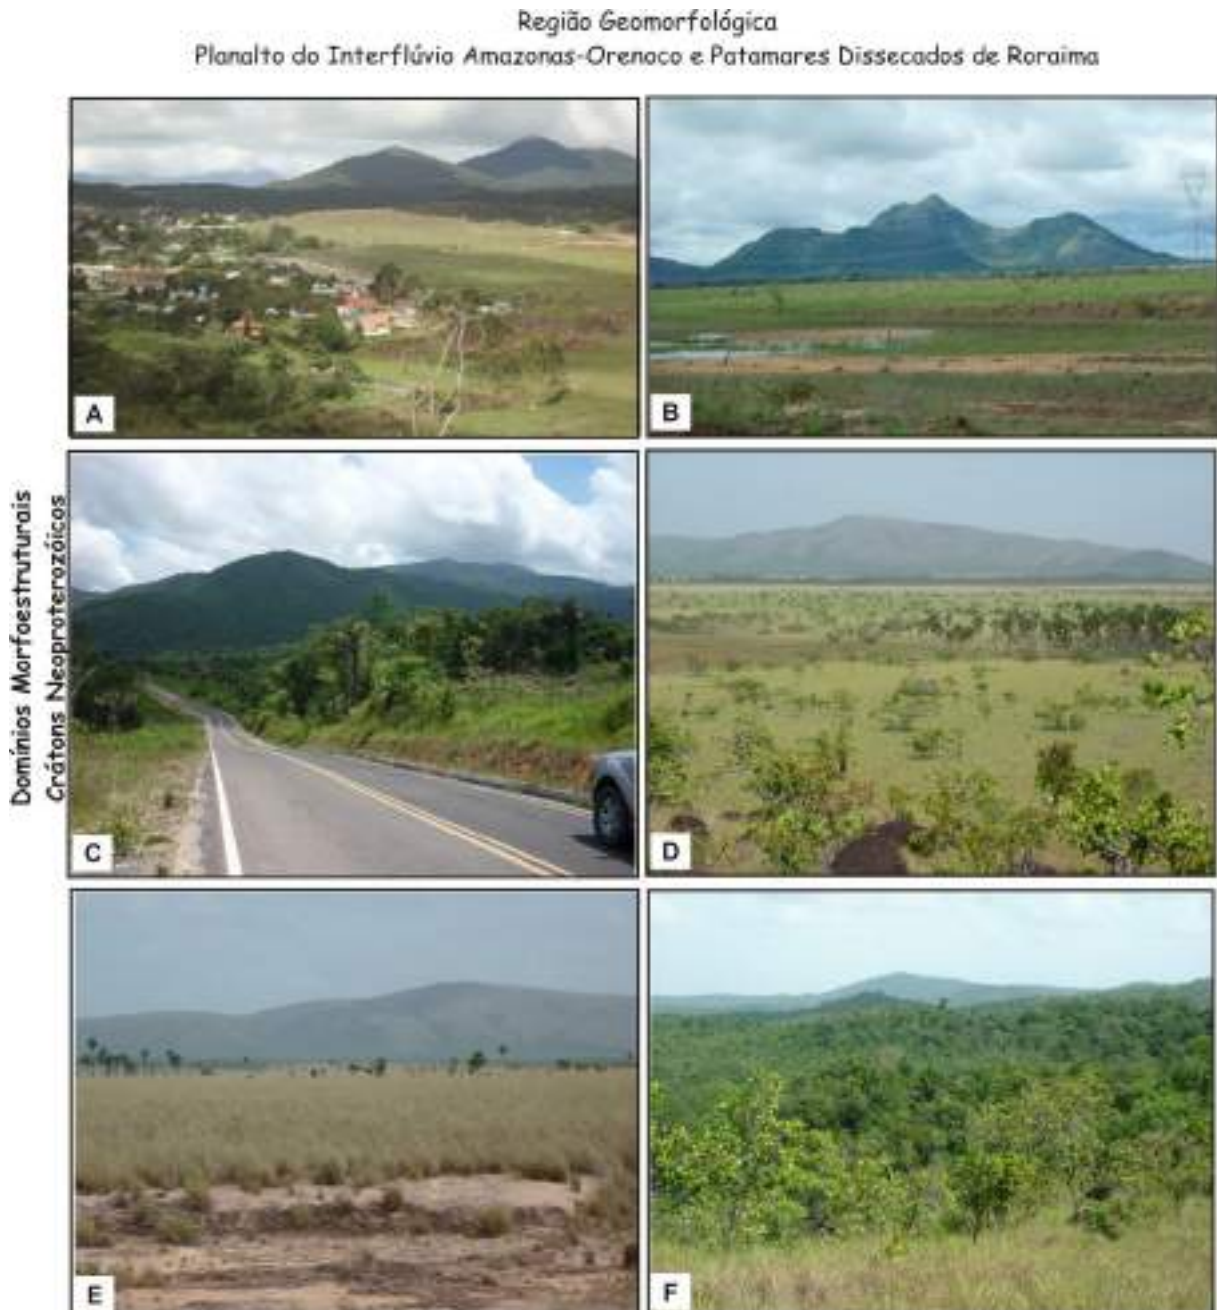 Região Geomorfológica
Planalto do Interflúvio Amazonas-Orenoco e Patamares Dissecados de Roraima
Domínios Morfoestruturais
Crátons Neoproterozóicos
A
B
C
D
E
F